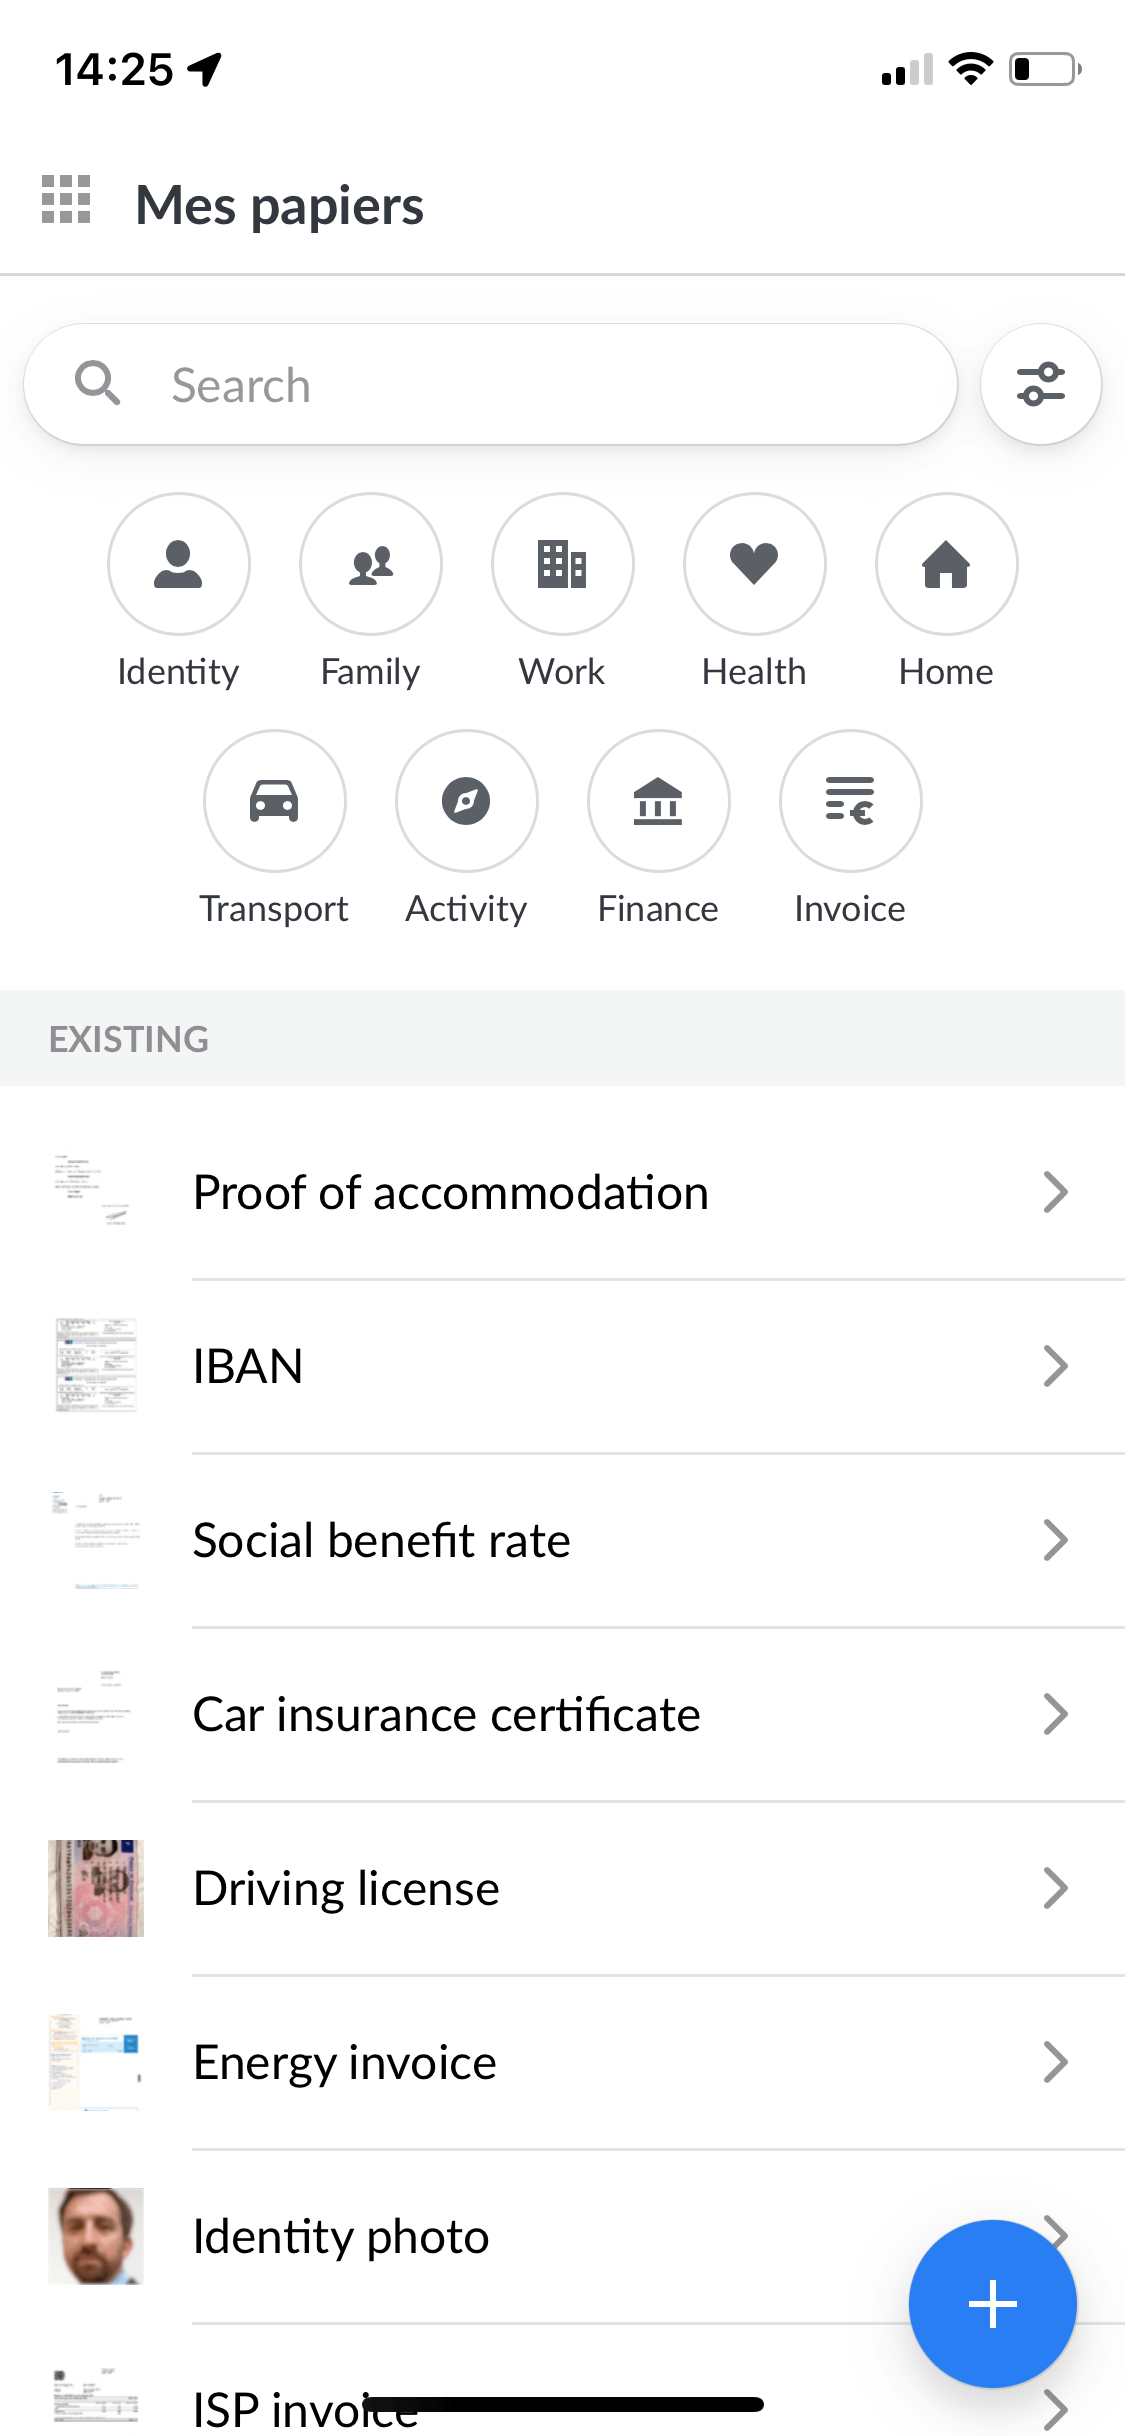 14:25
Mes papiers
Search
Identity Family Work Health Home
Transport Activity Finance Invoice
EXISTING
Proof of accommodation
IBAN
Social benefit rate
Car insurance certificate
Driving license
Energy invoice
Identity photo
ISP invoice